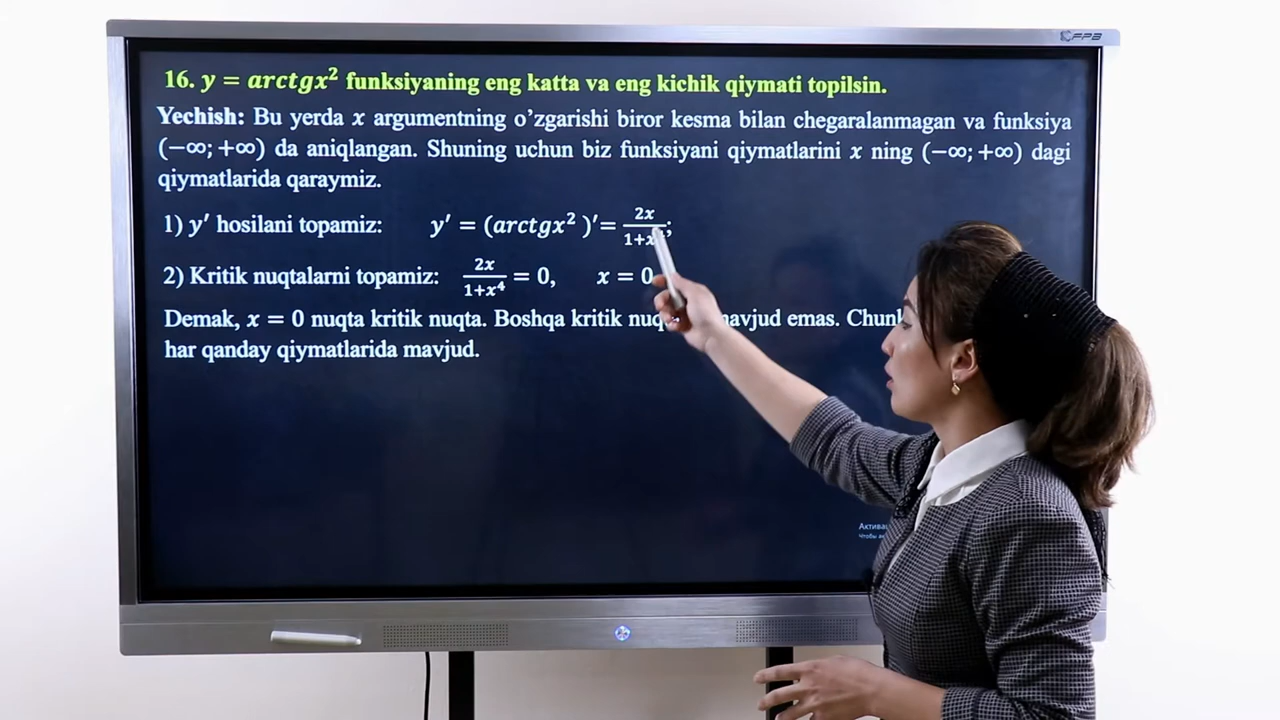 FPB
16. y = arctgx² funksiyaning eng katta va eng kichik qiymati topilsin.
Yechish: Bu yerda x argumentning o’zgarishi biror kesma bilan chegaralanmagan va funksiya
(−∞; +∞) da aniqlangan. Shuning uchun biz funksiyani qiymatlarini x ning (−∞; +∞) dagi
qiymatlarida qaraymiz.
1) y′ hosilani topamiz: y′ = (arctgx² )′= 2x/1+x;
2) Kritik nuqtalarni topamiz: 2x/1+x⁴ = 0, x = 0
Demak, x = 0 nuqta kritik nuqta. Boshqa kritik mavjud emas.
har qanday qiymatlarida mavjud.